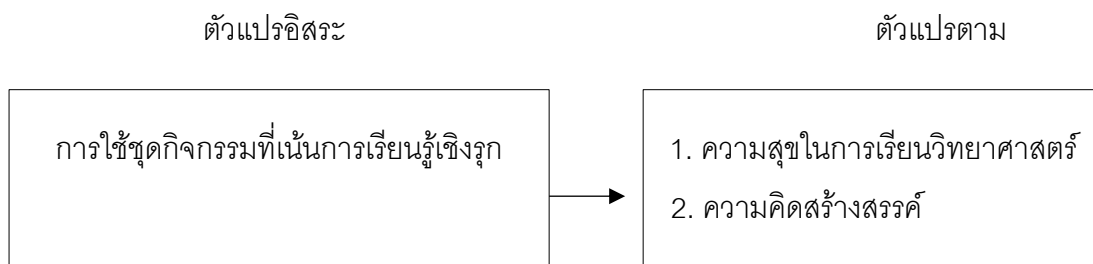 ตัวแปรอิสระ
ตัวแปรตาม
การใช้ชุดกิจกรรมที่เน้นการเรียนรู้เชิงรุก
1. ความสุขในการเรียนวิทยาศาสตร์
2. ความคิดสร้างสรรค์